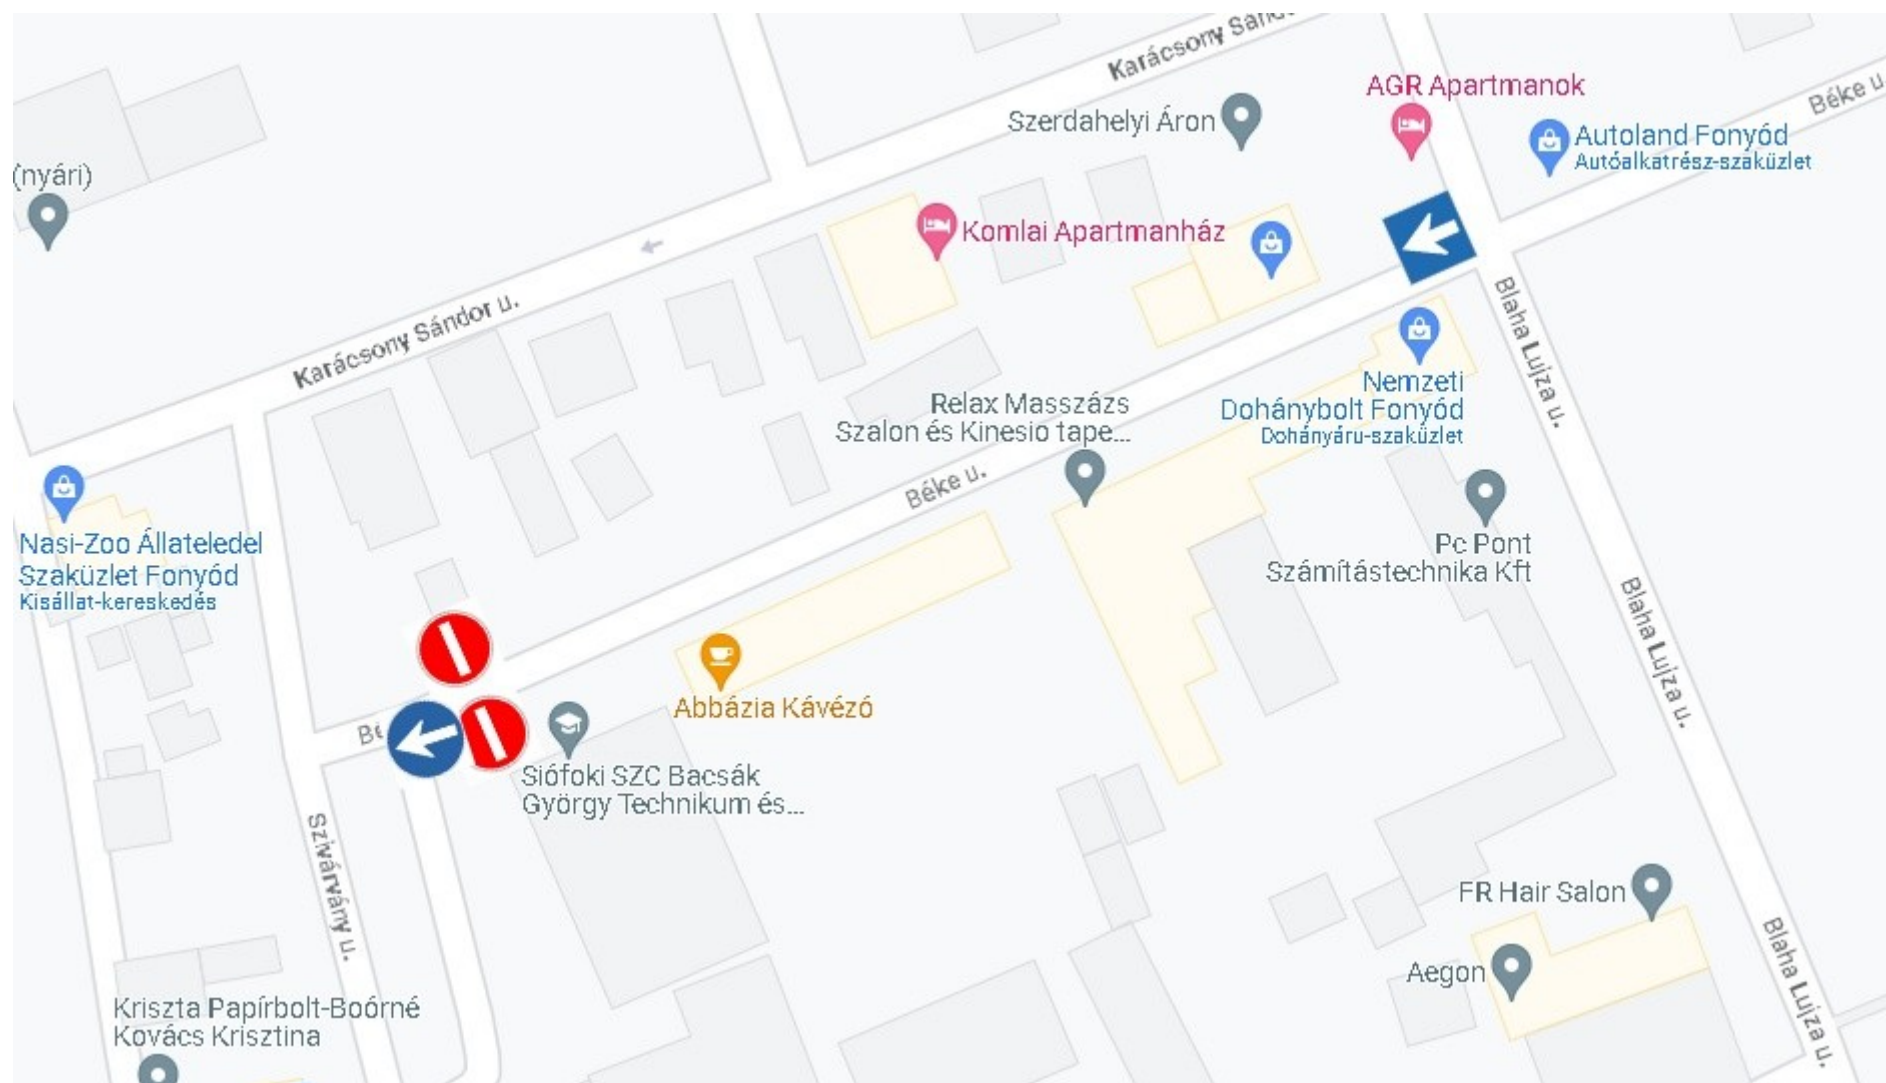 Karácsony Sándor
AGR Apartmanok
Béke u.
Szerdahelyi Áron
Autoland Fonyód
Autóalkatrész-szaküzlet
(nyári)
Komlai Apartmanház
Karácsony Sándor u.
Blaha Lujza u.
Nemzeti
Dohánybolt Fonyód
Dohányáru-szaküzlet
Relax Masszázs
Szalon és Kinesio tape...
Béke u.
Nasi-Zoo Állateledel
Szaküzlet Fonyód
Kisállat-kereskedés
Pc Pont
Számítástechnika Kft
Blaha Lujza u.
Abbázia Kávézó
Bé
Siófoki SZC Bacsák
György Technikum és...
Szivárvány u.
FR Hair Salon
Aegon
Blaha Lujza u.
Kriszta Papírbolt-Boórné
Kovács Krisztina